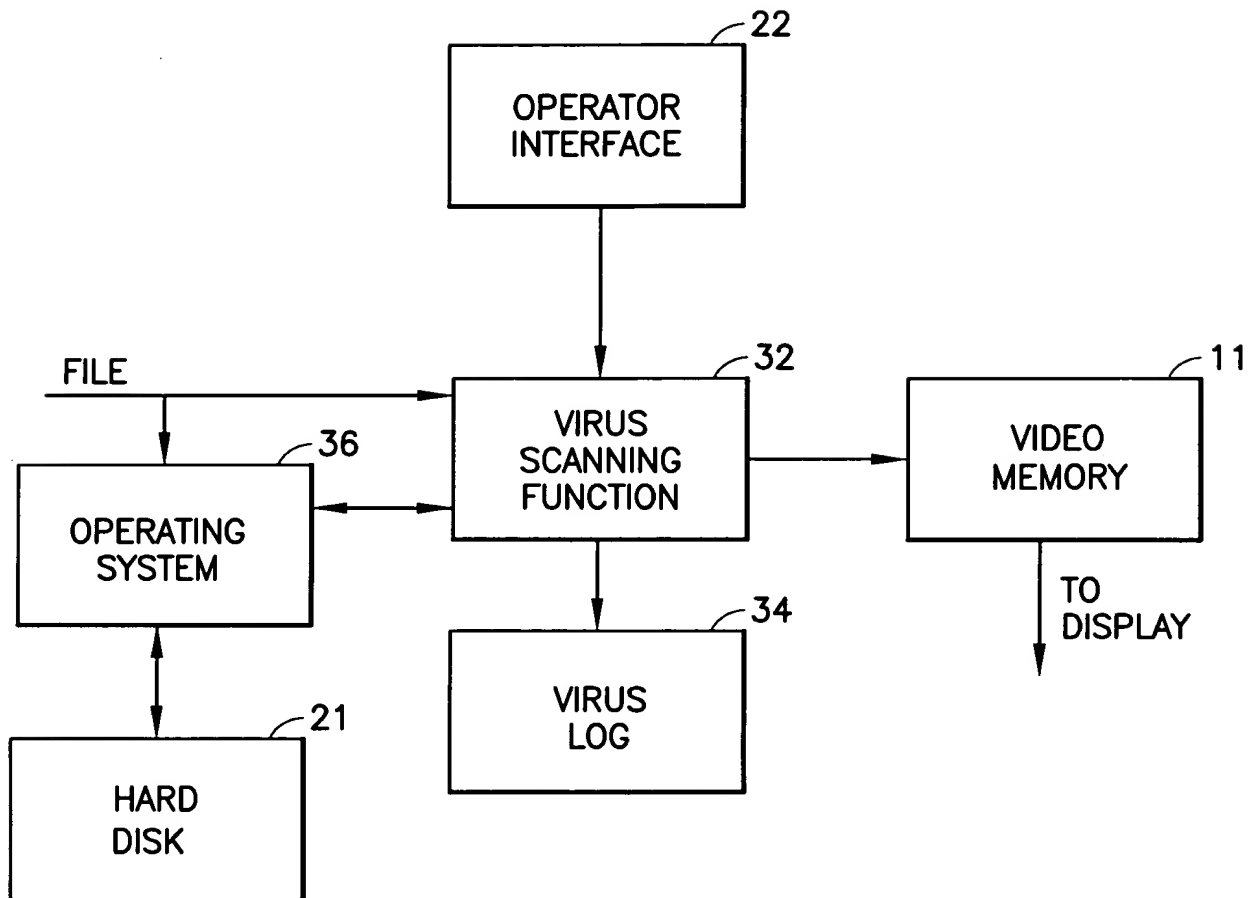 22
OPERATOR
INTERFACE
FILE
32
11
VIRUS
SCANNING
FUNCTION
VIDEO
MEMORY
36
OPERATING
SYSTEM
TO
DISPLAY
34
VIRUS
LOG
21
HARD
DISK